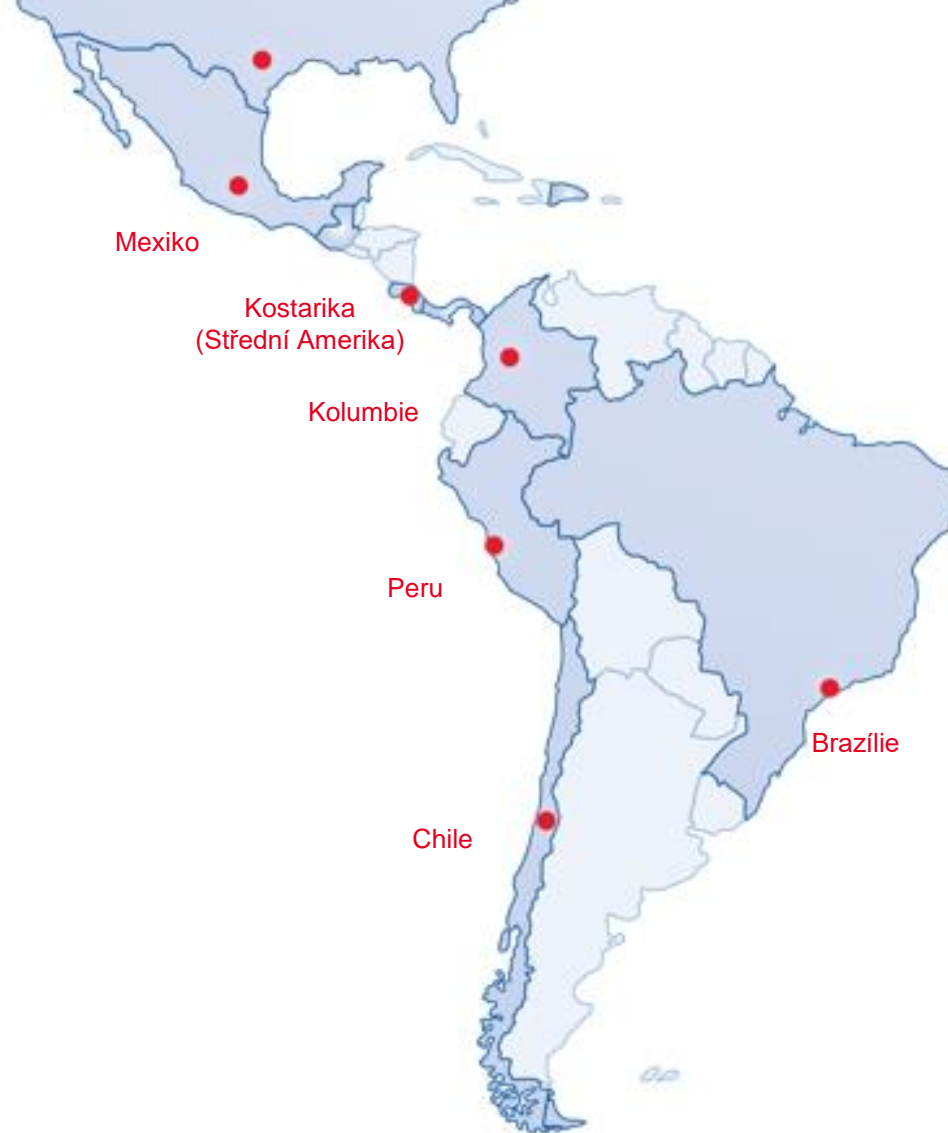 Mexiko
Kostarika
(Střední Amerika)
Kolumbie
Peru
Brazílie
Chile